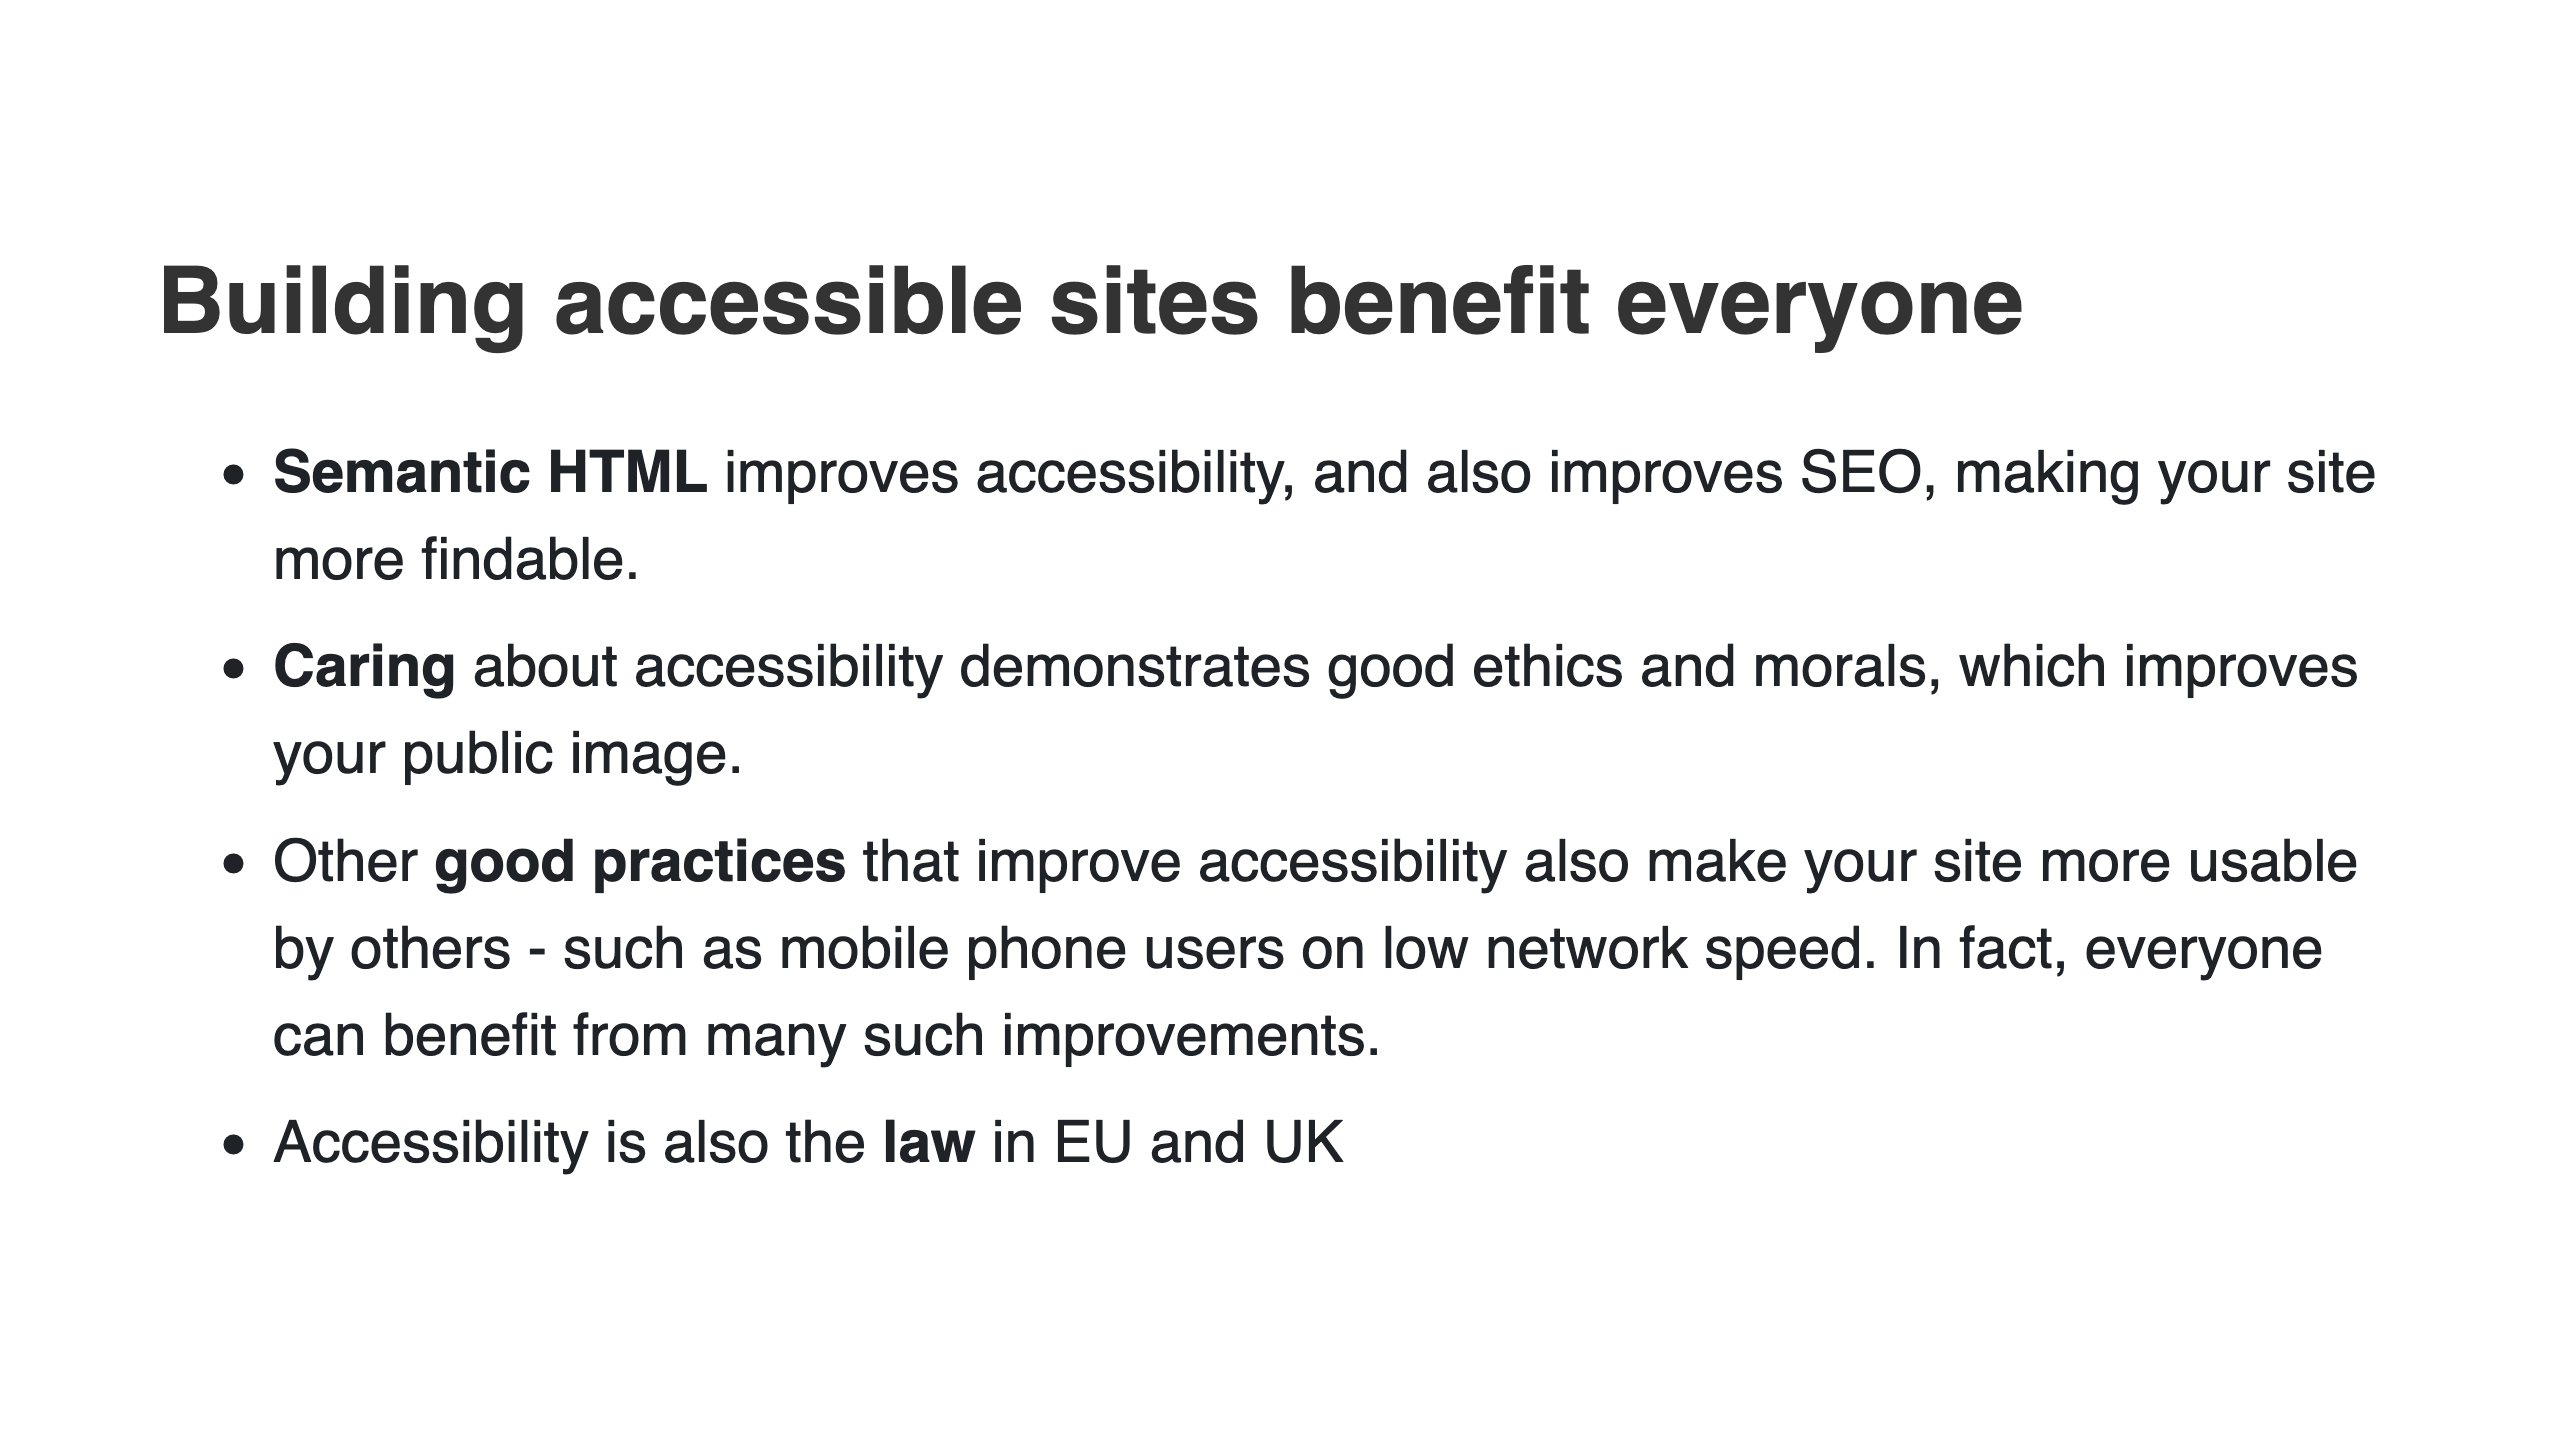 Building accessible sites benefit everyone
• Semantic HTML improves accessibility, and also improves SEO, making your site
more findable.
• Caring about accessibility demonstrates good ethics and morals, which improves
your public image.
• Other good practices that improve accessibility also make your site more usable
by others - such as mobile phone users on low network speed. In fact, everyone
can benefit from many such improvements.
• Accessibility is also the law in EU and UK